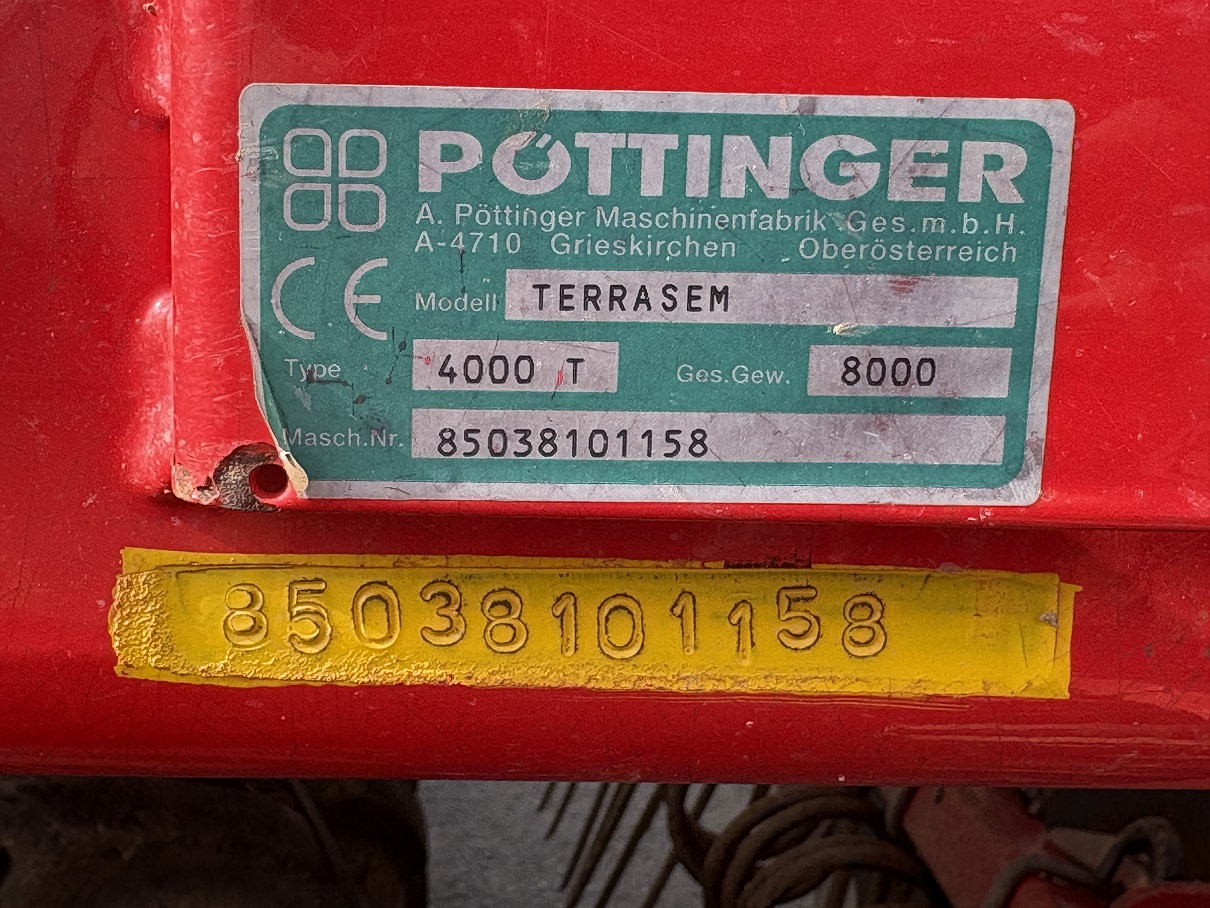 PÖTTINGER
A. Pöttinger Maschinenfabrik Ges.m.b.H.
A-4710 Grieskirchen Oberösterreich
CE Modell TERRASEM
Type 4000 T Ges.Gew. 8000
Masch.Nr. 85038101158
85038101158